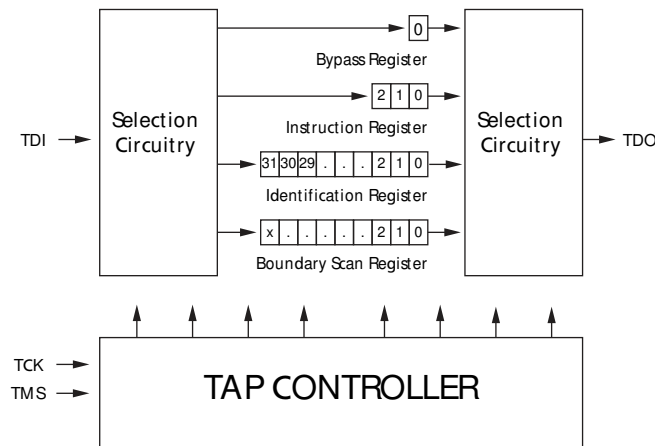 0
Bypass Register
2 1 0
Selection
Circuitry
Instruction Register
Selection
Circuitry
TDI
TDO
31 30 29 . . . 2 1 0
Identification Register
x . . . . . 2 1 0
Boundary Scan Register
TCK
TMS
TAP CONTROLLER